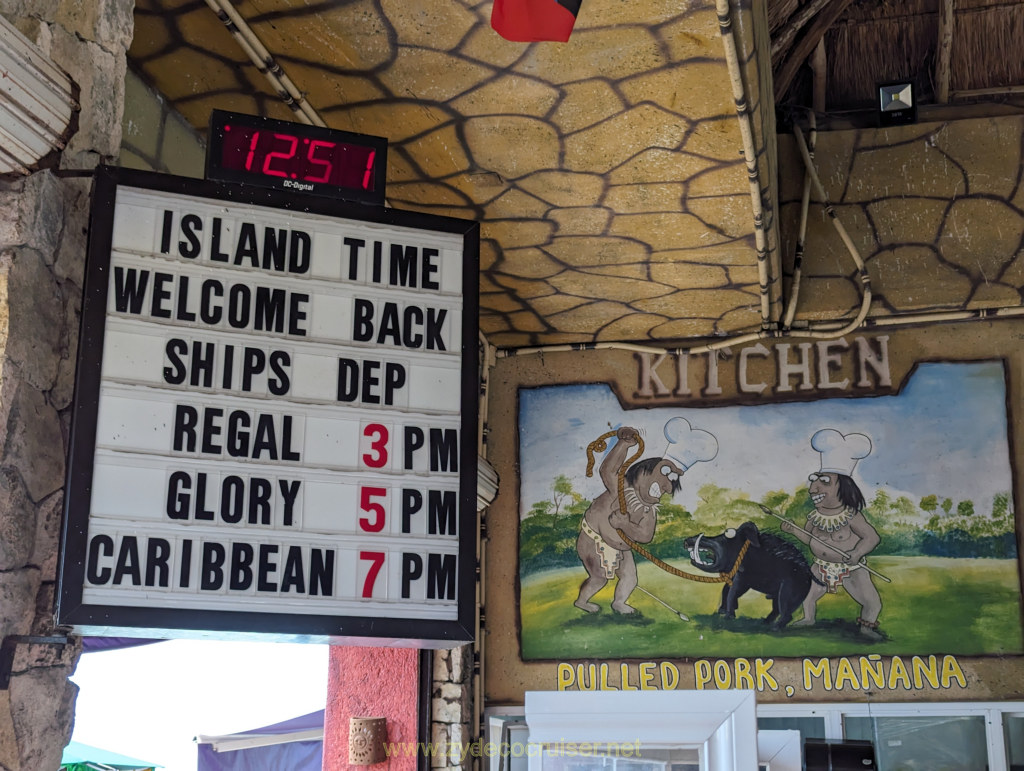 12:51
DC-Digital
ISLAND TIME
WELCOME BACK
SHIPS DEP
REGAL 3 PM
GLORY 5 PM
CARIBBEAN 7 PM
KITCHEN
PULLED PORK, MAÑANA
www.zydecocruiser.net